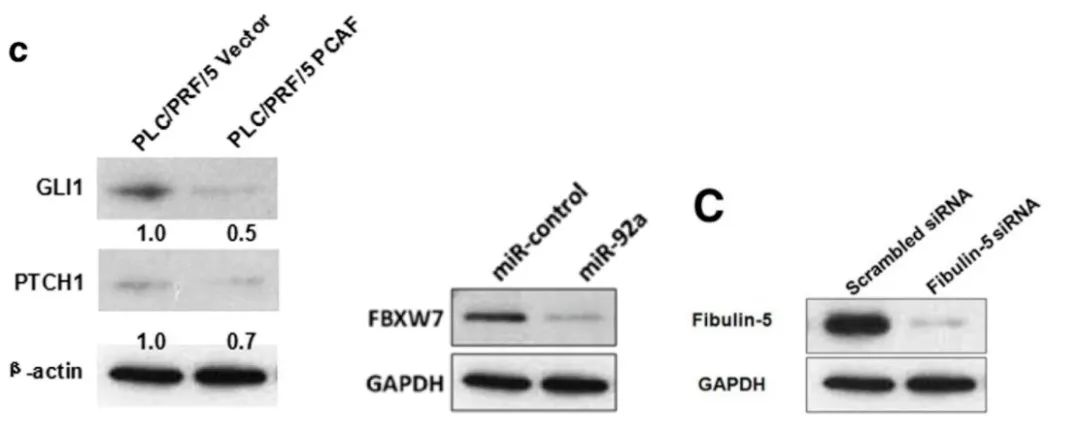 c
PLC/PRF/5 Vector
PLC/PRF/5 PCAF
GLI1
1.0 0.5
PTCH1
1.0 0.7
β-actin
miR-control
miR-92a
FBXW7
GAPDH
C
Scrambled siRNA
Fibulin-5 siRNA
Fibulin-5
GAPDH